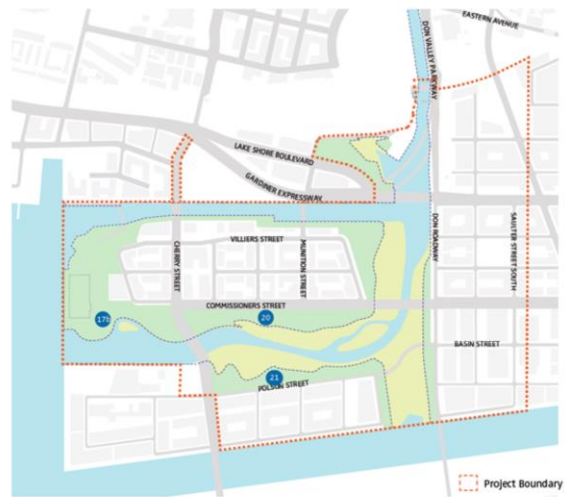 EASTERN AVENUE
DON VALLEY PARKWAY
LAKE SHORE BOULEVARD
GARDINER EXPRESSWAY
VILLIERS STREET
CHERRY STREET
MUNITION STREET
DON ROADWAY
SAULTER STREET SOUTH
COMMISSIONERS STREET
17b
20
BASIN STREET
21
POLSON STREET
Project Boundary